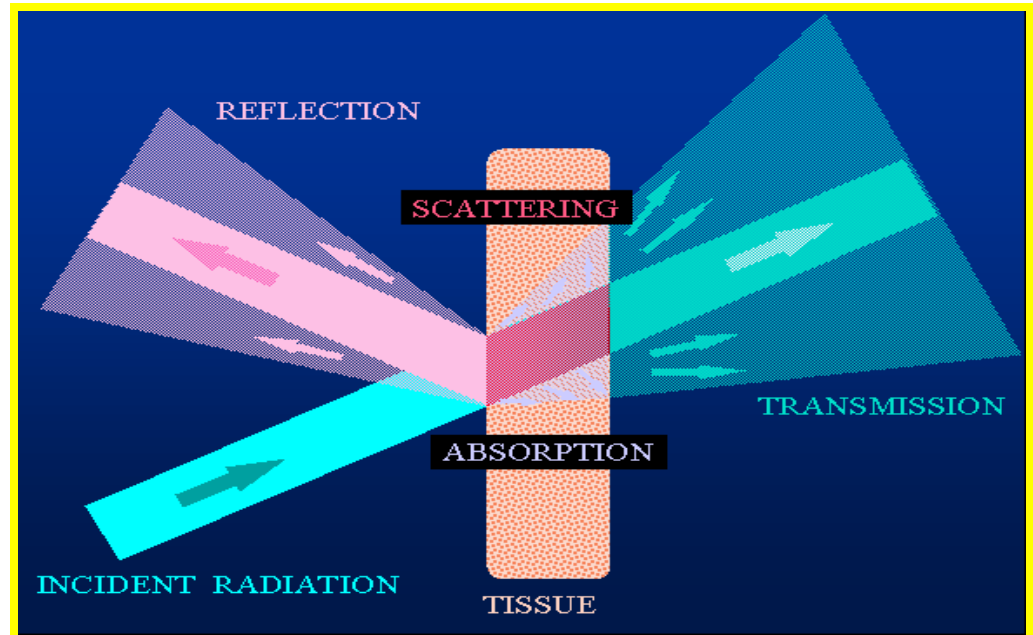 REFLECTION
SCATTERING
TRANSMISSION
ABSORPTION
INCIDENT RADIATION
TISSUE